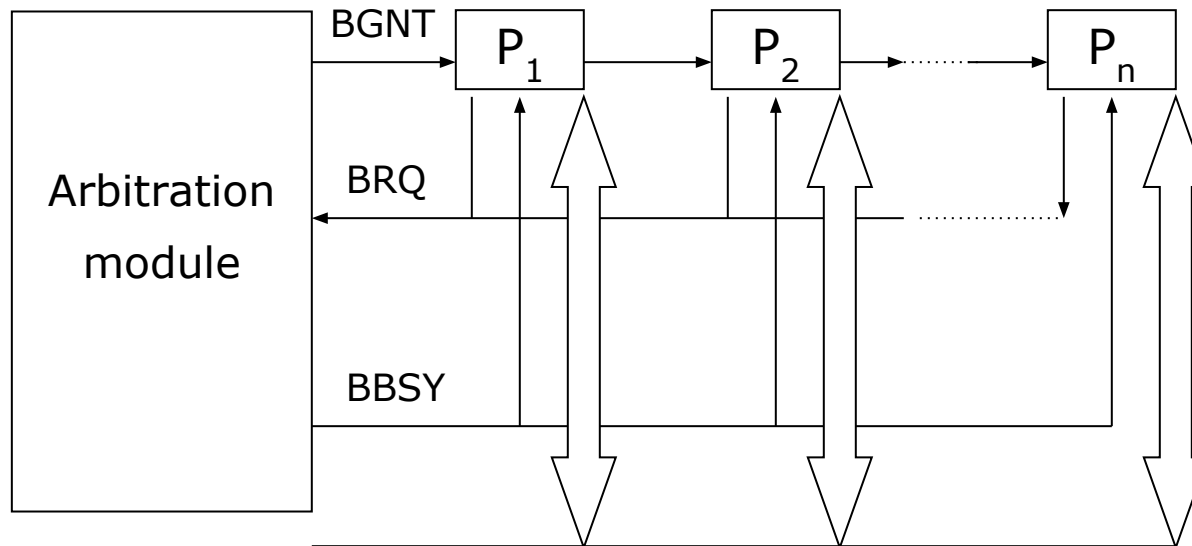 BGNT
P1
P2
Pn
Arbitration
module
BRQ
BBSY